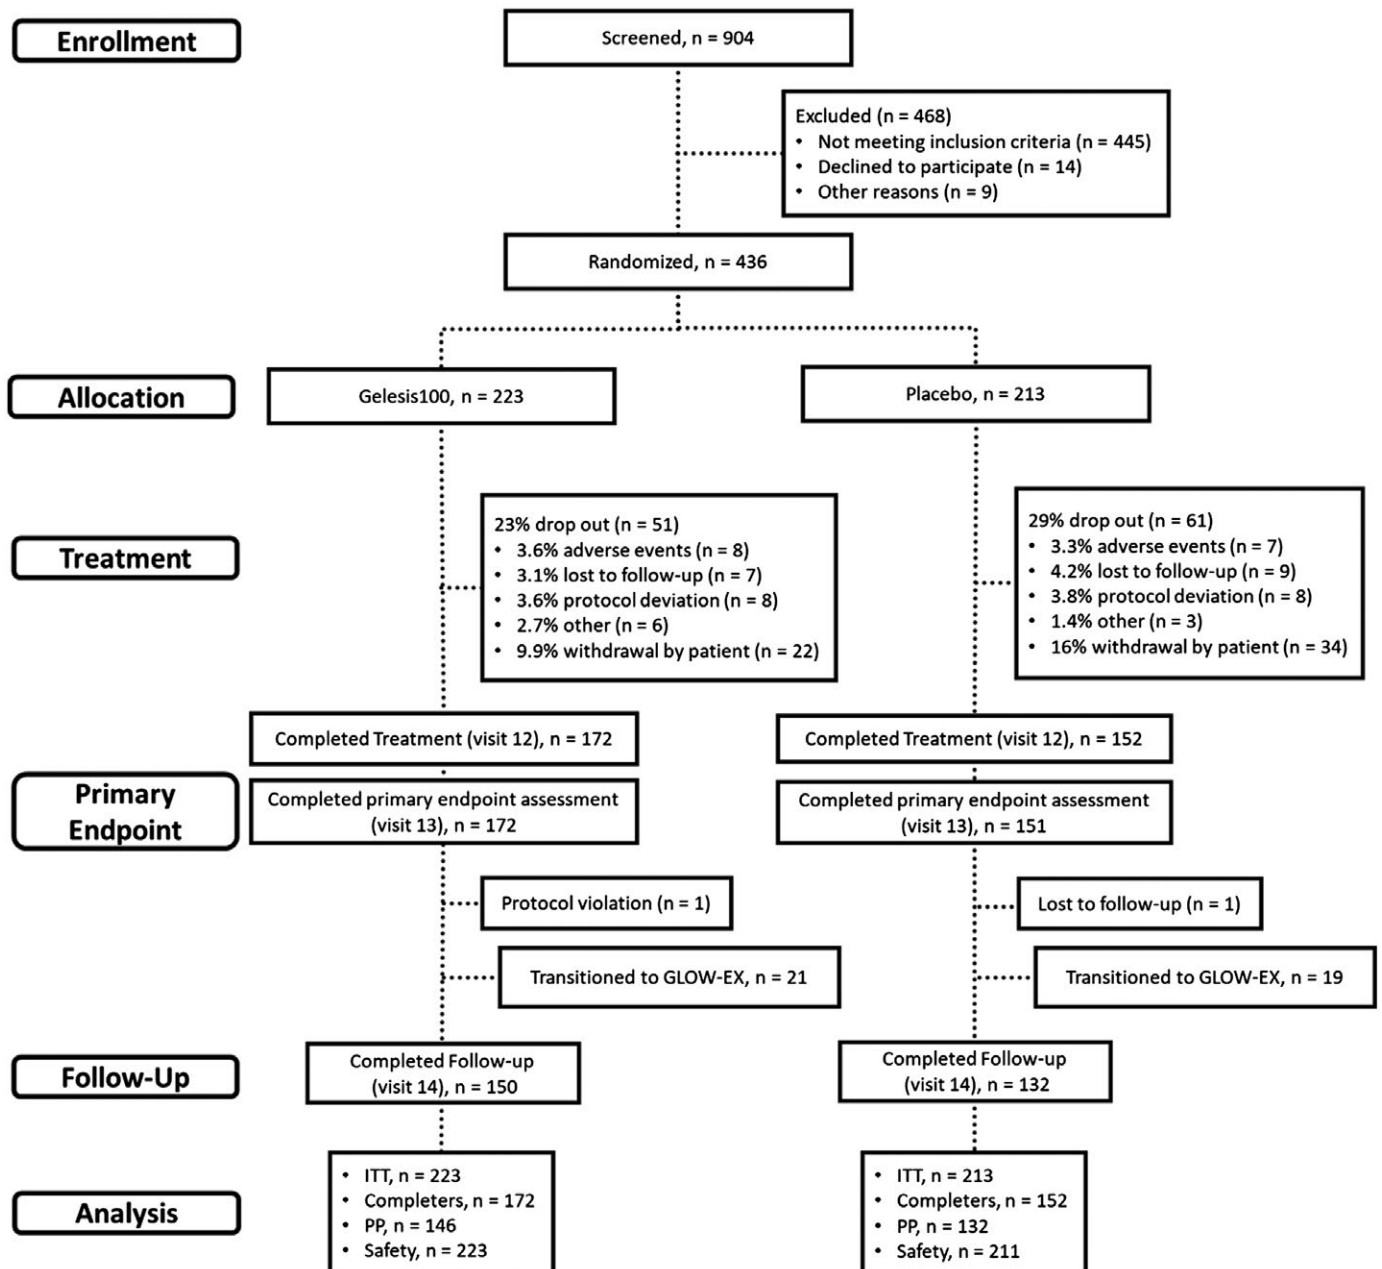 Enrollment
Screened, n = 904
Excluded (n = 468)
• Not meeting inclusion criteria (n = 445)
• Declined to participate (n = 14)
• Other reasons (n = 9)
Randomized, n = 436
Allocation
Gelesis100, n = 223
Placebo, n = 213
Treatment
23% drop out (n = 51)
• 3.6% adverse events (n = 8)
• 3.1% lost to follow-up (n = 7)
• 3.6% protocol deviation (n = 8)
• 2.7% other (n = 6)
• 9.9% withdrawal by patient (n = 22)
29% drop out (n = 61)
• 3.3% adverse events (n = 7)
• 4.2% lost to follow-up (n = 9)
• 3.8% protocol deviation (n = 8)
• 1.4% other (n = 3)
• 16% withdrawal by patient (n = 34)
Completed Treatment (visit 12), n = 172
Completed Treatment (visit 12), n = 152
Primary
Endpoint
Completed primary endpoint assessment
(visit 13), n = 172
Completed primary endpoint assessment
(visit 13), n = 151
Protocol violation (n = 1)
Lost to follow-up (n = 1)
Transitioned to GLOW-EX, n = 21
Transitioned to GLOW-EX, n = 19
Follow-Up
Completed Follow-up
(visit 14), n = 150
Completed Follow-up
(visit 14), n = 132
Analysis
• ITT, n = 223
• Completers, n = 172
• PP, n = 146
• Safety, n = 223
• ITT, n = 213
• Completers, n = 152
• PP, n = 132
• Safety, n = 211